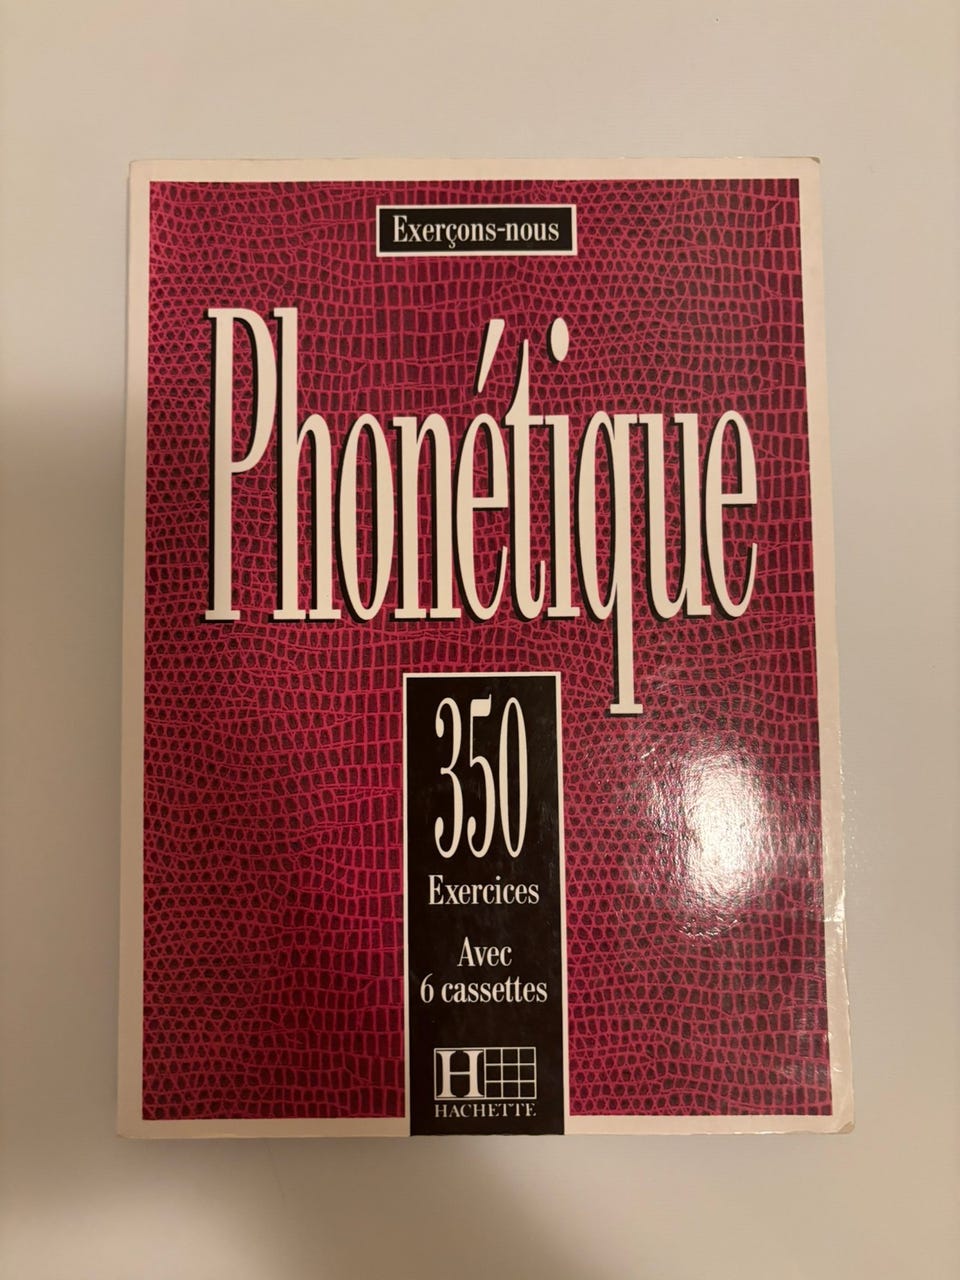 Exerçons-nous
Phonétique
350
Exercices
Avec
6 cassettes
H
HACHETTE